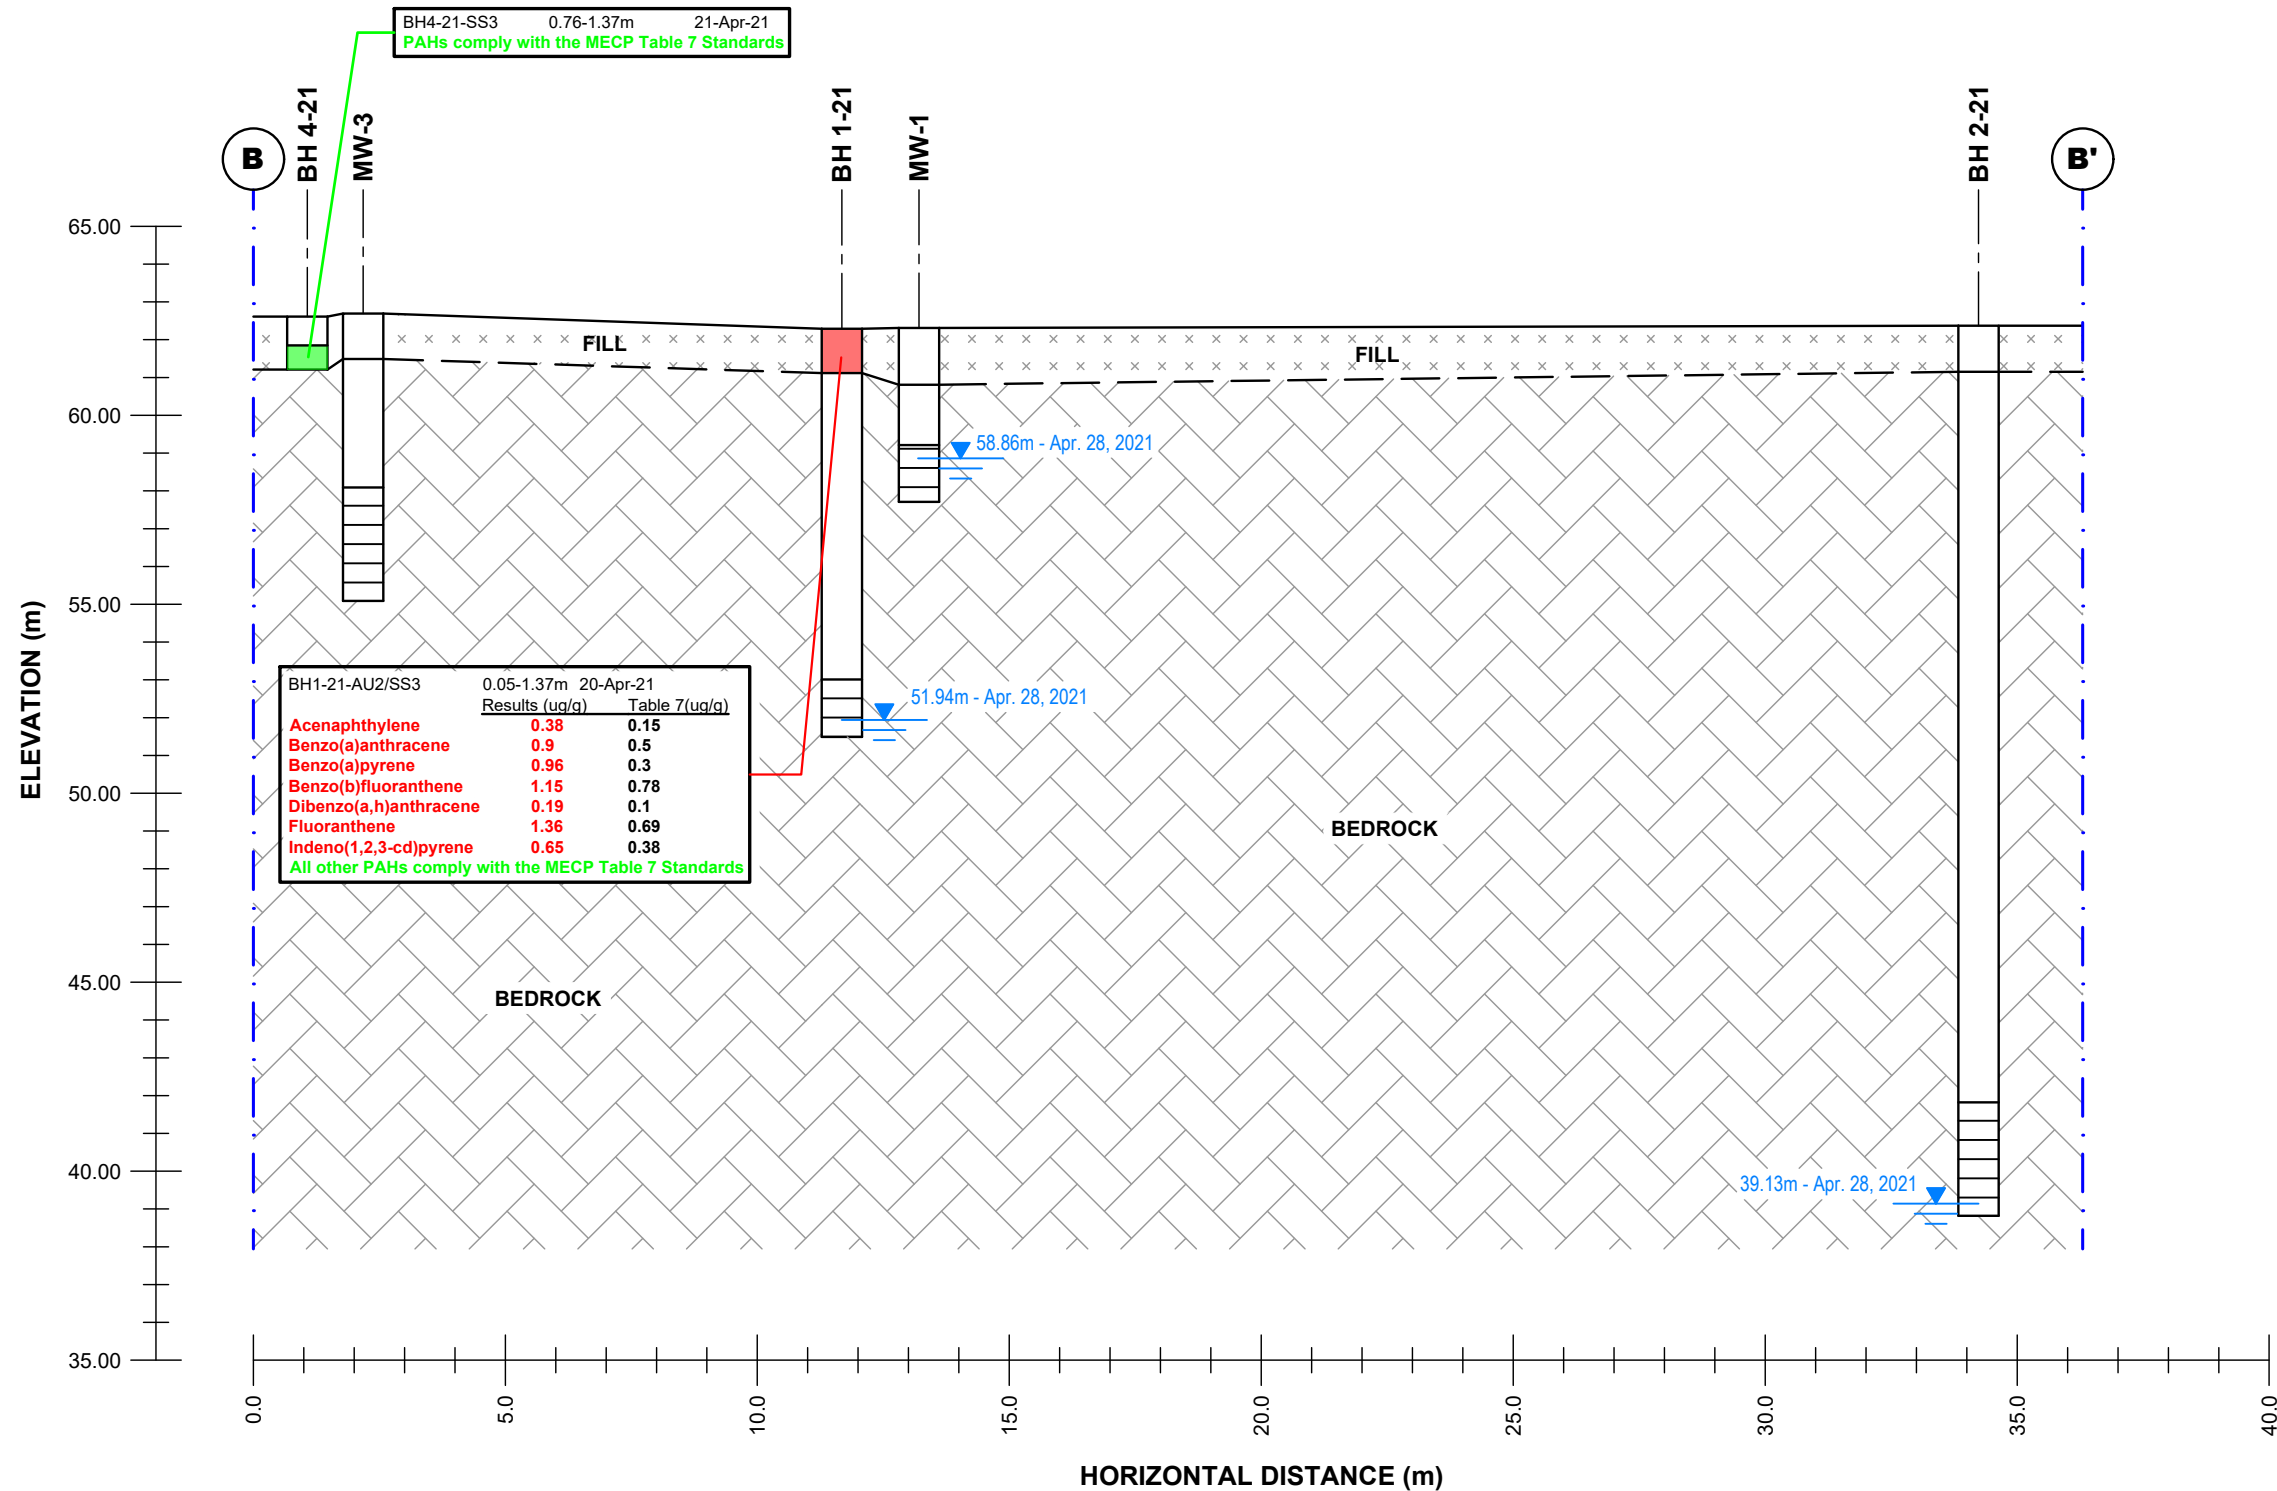 BH4-21-SS3 0.76-1.37m 21-Apr-21
PAHs comply with the MECP Table 7 Standards
B
BH 4-21
MW-3
BH 1-21
MW-1
BH 2-21
B'
65.00
60.00
55.00
50.00
45.00
40.00
35.00
ELEVATION (m)
FILL
FILL
58.86m - Apr. 28, 2021
51.94m - Apr. 28, 2021
39.13m - Apr. 28, 2021
BH1-21-AU2/SS3 0.05-1.37m 20-Apr-21
Results (ug/g) Table 7(ug/g)
Acenaphthylene 0.38 0.15
Benzo(a)anthracene 0.9 0.5
Benzo(a)pyrene 0.96 0.3
Benzo(b)fluoranthene 1.15 0.78
Dibenzo(a,h)anthracene 0.19 0.1
Fluoranthene 1.36 0.69
Indeno(1,2,3-cd)pyrene 0.65 0.38
All other PAHs comply with the MECP Table 7 Standards
BEDROCK
BEDROCK
0.0
5.0
10.0
15.0
20.0
25.0
30.0
35.0
40.0
HORIZONTAL DISTANCE (m)